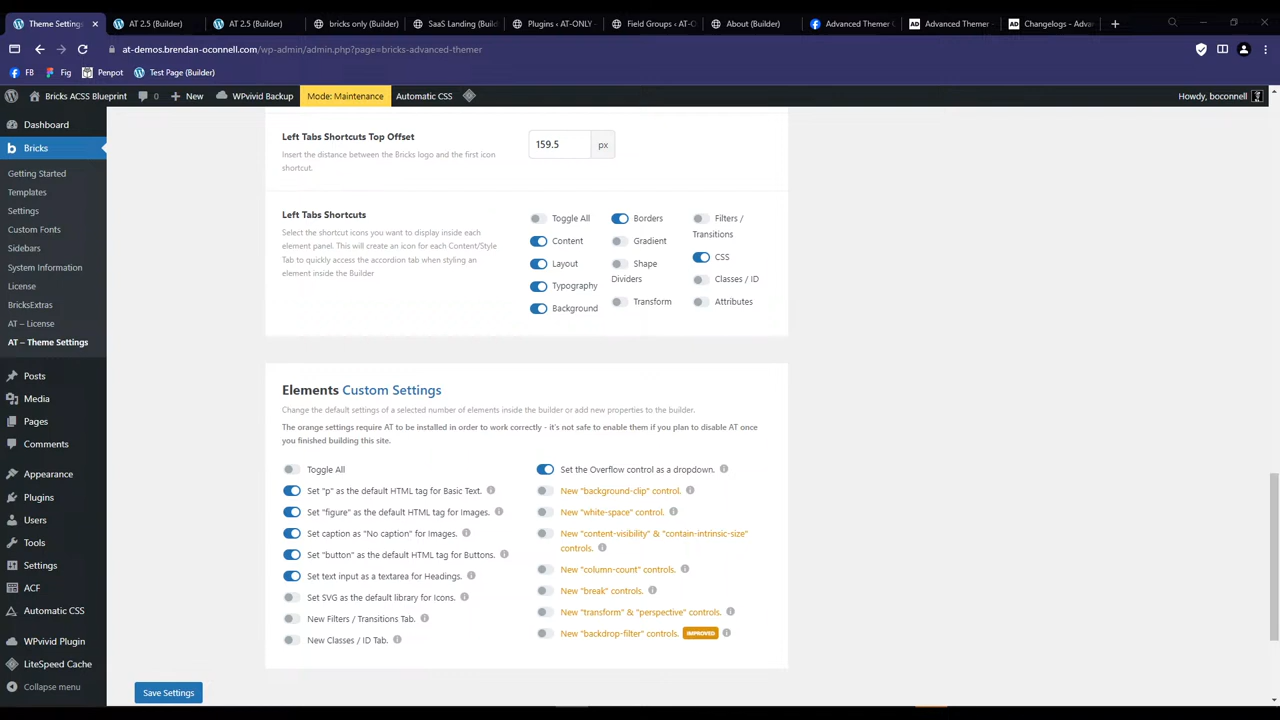 Theme Settings
AT 2.5 (Builder)
AT 2.5 (Builder)
bricks only (Builder)
SaaS Landing (Build
Plugins ‹ AT-ONLY -
Field Groups ‹ AT-O
About (Builder)
Advanced Themer
Advanced Themer
Changelogs - Adva
at-demos.brendan-oconnell.com/wp-admin/admin.php?page=bricks-advanced-themer
FB
Fig
Penpot
Test Page (Builder)
Bricks ACSS Blueprint
0
New
WPvivid Backup
Mode: Maintenance
Automatic CSS
Howdy, boconnell
Dashboard
Bricks
Getting Started
Templates
Settings
Custom Fonts
Sidebars
System Information
License
BricksExtras
AT – License
AT – Theme Settings
Posts
Media
Pages
Comments
Appearance
Plugins
Users
Tools
Settings
ACF
Automatic CSS
WPvivid Plugin
LiteSpeed Cache
Collapse menu
Left Tabs Shortcuts Top Offset
Insert the distance between the Bricks logo and the first icon
shortcut.
159.5
px
Left Tabs Shortcuts
Select the shortcut icons you want to display inside each
element panel. This will create an icon for each Content/Style
Tab to quickly access the accordion tab when styling an
element inside the Builder
Toggle All
Content
Layout
Typography
Background
Borders
Gradient
Shape
Dividers
Transform
Filters /
Transitions
CSS
Classes / ID
Attributes
Elements Custom Settings
Change the default settings of a selected number of elements inside the builder or add new properties to the builder.
The orange settings require AT to be installed in order to work correctly - it's not safe to enable them if you plan to disable AT once
you finished building this site.
Toggle All
Set "p" as the default HTML tag for Basic Text.
Set "figure" as the default HTML tag for Images.
Set caption as "No caption" for Images.
Set "button" as the default HTML tag for Buttons.
Set text input as a textarea for Headings.
Set SVG as the default library for Icons.
New Filters / Transitions Tab.
New Classes / ID Tab.
Set the Overflow control as a dropdown.
New "background-clip" control.
New "white-space" control.
New "content-visibility" & "contain-intrinsic-size"
controls.
New "column-count" controls.
New "break" controls.
New "transform" & "perspective" controls.
New "backdrop-filter" controls.
IMPROVED
Save Settings